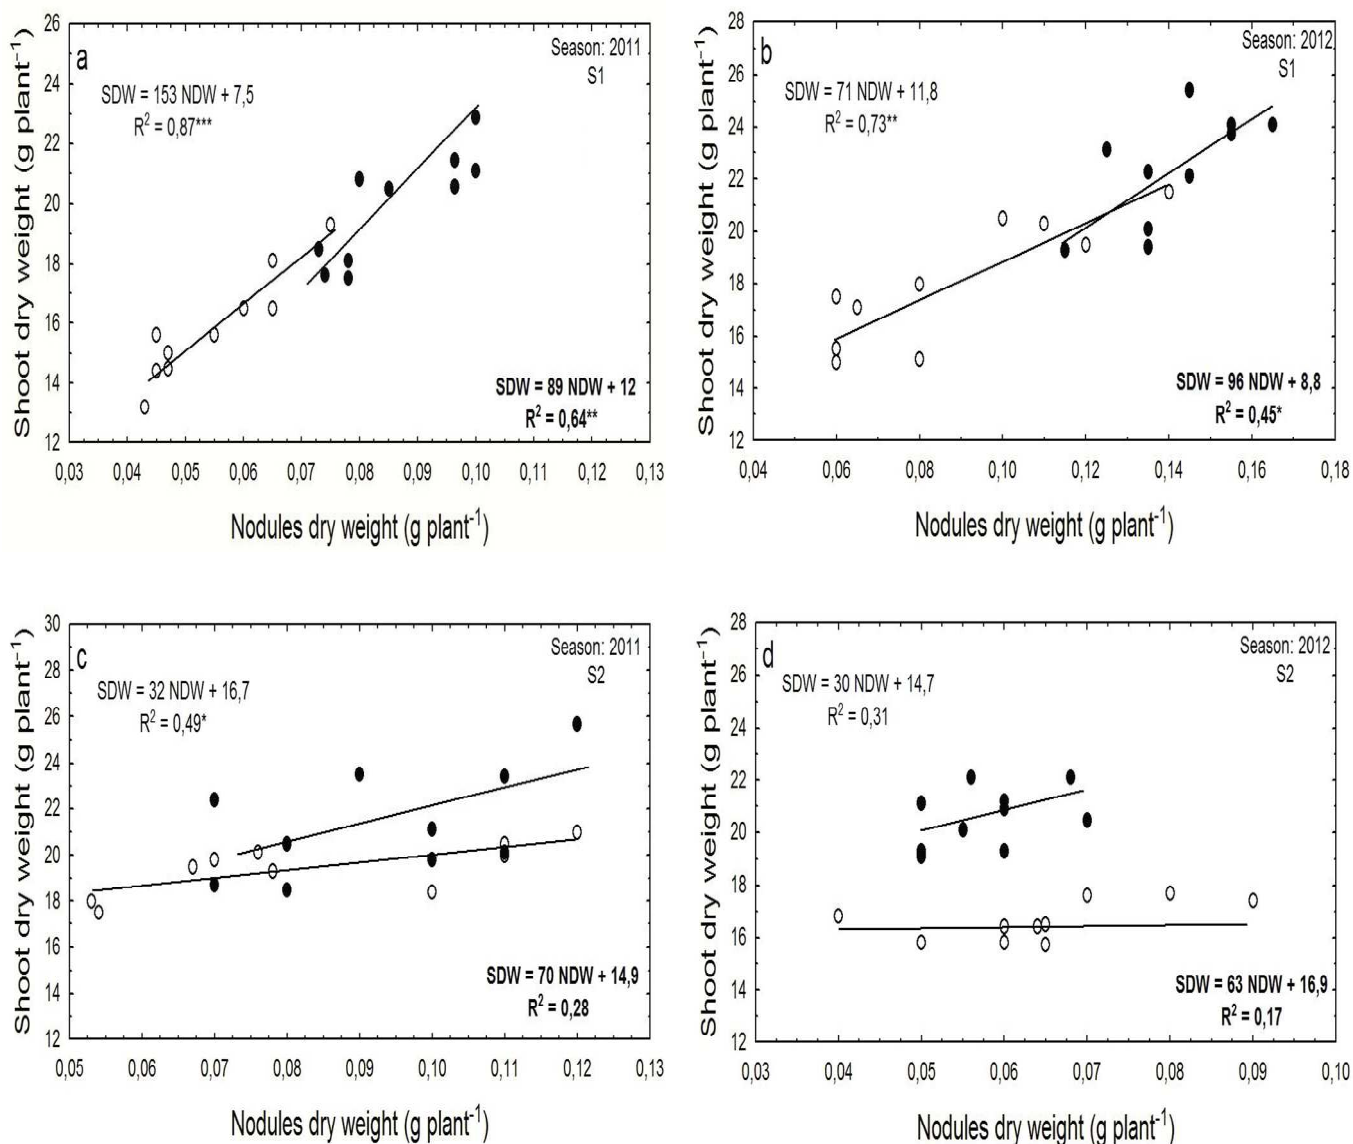 a
Season: 2011
S1
SDW = 153 NDW + 7,5
R² = 0,87***
SDW = 89 NDW + 12
R² = 0,64**
26
24
22
20
18
16
14
12
Shoot dry weight (g plant⁻¹)
0,03 0,04 0,05 0,06 0,07 0,08 0,09 0,10 0,11 0,12 0,13
Nodules dry weight (g plant⁻¹)
b
Season: 2012
S1
SDW = 71 NDW + 11,8
R² = 0,73**
SDW = 96 NDW + 8,8
R² = 0,45*
28
26
24
22
20
18
16
14
12
Shoot dry weight (g plant⁻¹)
0,04 0,06 0,08 0,10 0,12 0,14 0,16 0,18
Nodules dry weight (g plant⁻¹)
c
Season: 2011
S2
SDW = 32 NDW + 16,7
R² = 0,49*
SDW = 70 NDW + 14,9
R² = 0,28
30
28
26
24
22
20
18
16
14
12
Shoot dry weight (g plant⁻¹)
0,05 0,06 0,07 0,08 0,09 0,10 0,11 0,12 0,13
Nodules dry weight (g plant⁻¹)
d
Season: 2012
S2
SDW = 30 NDW + 14,7
R² = 0,31
SDW = 63 NDW + 16,9
R² = 0,17
28
26
24
22
20
18
16
14
12
Shoot dry weight (g plant⁻¹)
0,03 0,04 0,05 0,06 0,07 0,08 0,09 0,10
Nodules dry weight (g plant⁻¹)